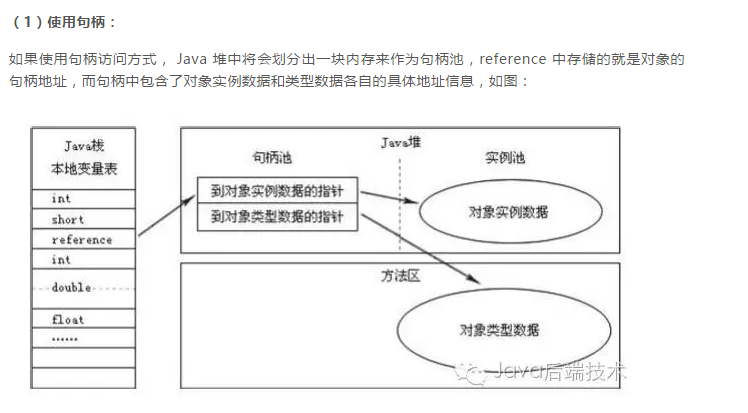 （1）使用句柄：
如果使用句柄访问方式， Java 堆中将会划分出一块内存来作为句柄池，reference 中存储的就是对象的
句柄地址，而句柄中包含了对象实例数据和类型数据各自的具体地址信息，如图：
Java栈
本地变量表
int
short
reference
int
double
float
……
Java堆
句柄池
实例池
到对象实例数据的指针
到对象类型数据的指针
对象实例数据
方法区
对象类型数据
Java后端技术